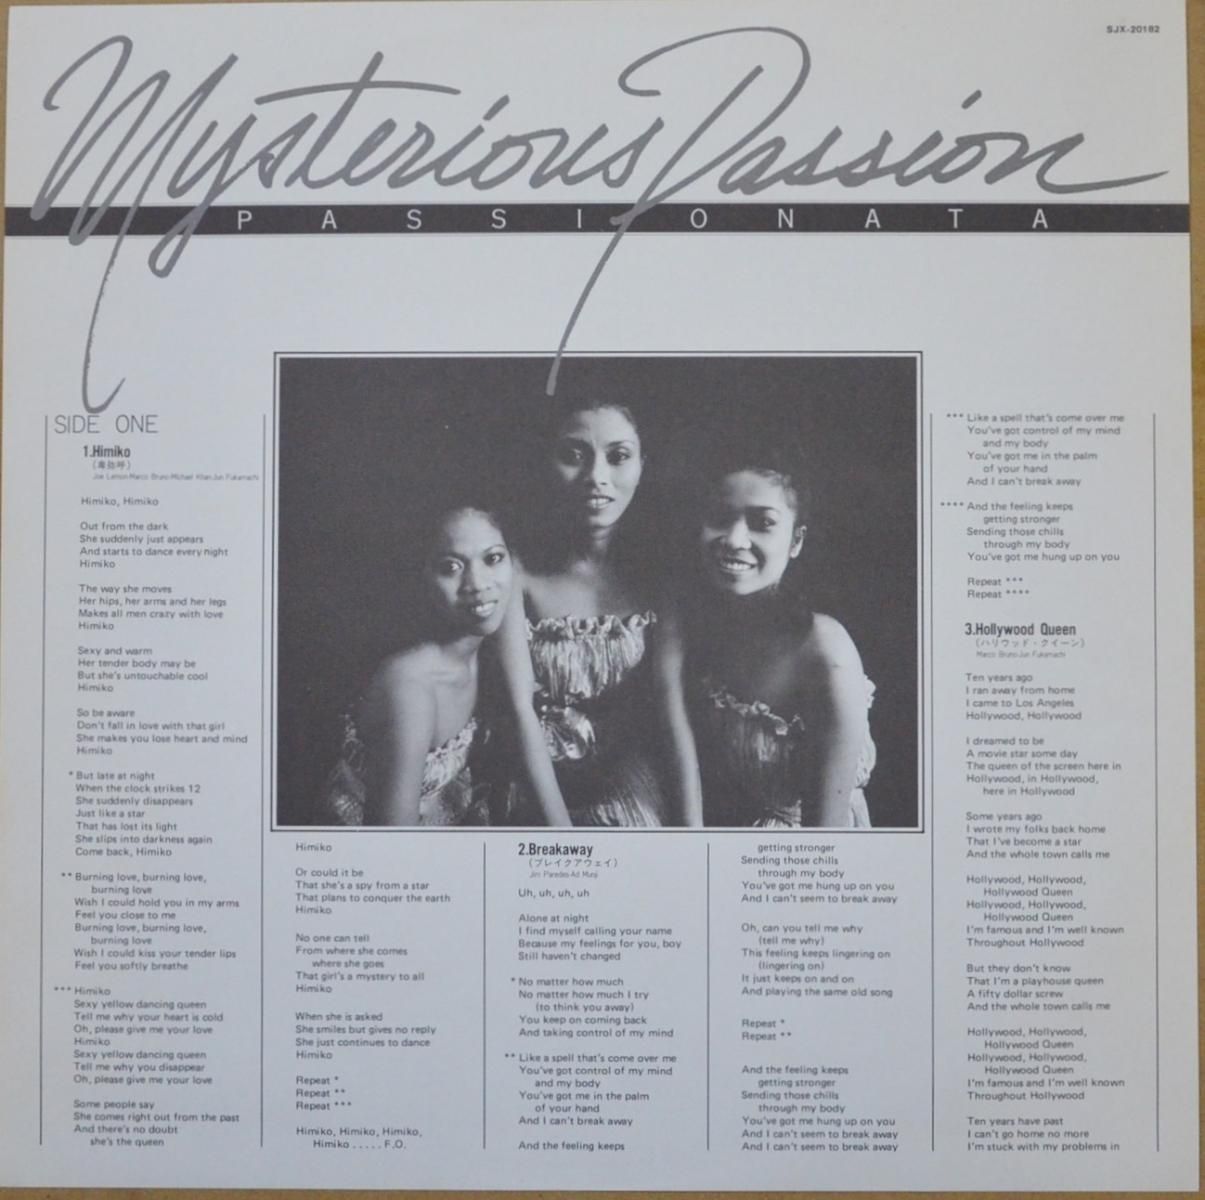 SJX-20182
Mysterious Passion
PASSIONATA
SIDE ONE
1.Himiko
(卑弥呼)
Joe Lemon·Marco Bruno·Michael Khan·Jun Fukamachi
Himiko, Himiko
Out from the dark
She suddenly just appears
And starts to dance every night
Himiko
The way she moves
Her hips, her arms and her legs
Makes all men crazy with love
Himiko
Sexy and warm
Her tender body may be
But she's untouchable cool
Himiko
So be aware
Don't fall in love with that girl
She makes you lose heart and mind
Himiko
* But late at night
When the clock strikes 12
She suddenly disappears
Just like a star
That has lost its light
She slips into darkness again
Come back, Himiko
** Burning love, burning love,
burning love
Wish I could hold you in my arms
Feel you close to me
Burning love, burning love,
burning love
Wish I could kiss your tender lips
Feel you softly breathe
*** Himiko
Sexy yellow dancing queen
Tell me why your heart is cold
Oh, please give me your love
Himiko
Sexy yellow dancing queen
Tell me why you disappear
Oh, please give me your love
Some people say
She comes right out from the past
And there's no doubt
she's the queen
Himiko
Or could it be
That she's a spy from a star
That plans to conquer the earth
Himiko
No one can tell
From where she comes
where she goes
That girl's a mystery to all
Himiko
When she is asked
She smiles but gives no reply
She just continues to dance
Himiko
Repeat *
Repeat **
Repeat ***
Himiko, Himiko, Himiko,
Himiko . . . . . F.O.
2.Breakaway
(ブレイクアウェイ)
Jim Paredes·Ad Munji
Uh, uh, uh, uh
Alone at night
I find myself calling your name
Because my feelings for you, boy
Still haven't changed
* No matter how much
No matter how much I try
(to think you away)
You keep on coming back
And taking control of my mind
** Like a spell that's come over me
You've got control of my mind
and my body
You've got me in the palm
of your hand
And I can't break away
And the feeling keeps
getting stronger
Sending those chills
through my body
You've got me hung up on you
And I can't seem to break away
Oh, can you tell me why
(tell me why)
This feeling keeps lingering on
(lingering on)
It just keeps on and on
And playing the same old song
Repeat *
Repeat **
And the feeling keeps
getting stronger
Sending those chills
through my body
You've got me hung up on you
And I can't seem to break away
And I can't seem to break away
*** Like a spell that's come over me
You've got control of my mind
and my body
You've got me in the palm
of your hand
And I can't break away
**** And the feeling keeps
getting stronger
Sending those chills
through my body
You've got me hung up on you
Repeat ***
Repeat ****
3.Hollywood Queen
(ハリウッド・クイーン)
Marco Bruno·Jun Fukamachi
Ten years ago
I ran away from home
I came to Los Angeles
Hollywood, Hollywood
I dreamed to be
A movie star some day
The queen of the screen here in
Hollywood, in Hollywood,
here in Hollywood
Some years ago
I wrote my folks back home
That I've become a star
And the whole town calls me
Hollywood, Hollywood,
Hollywood Queen
Hollywood, Hollywood,
Hollywood Queen
I'm famous and I'm well known
Throughout Hollywood
But they don't know
That I'm a playhouse queen
A fifty dollar screw
And the whole town calls me
Hollywood, Hollywood,
Hollywood Queen
Hollywood, Hollywood,
Hollywood Queen
I'm famous and I'm well known
Throughout Hollywood
Ten years have past
I can't go home no more
I'm stuck with my problems in